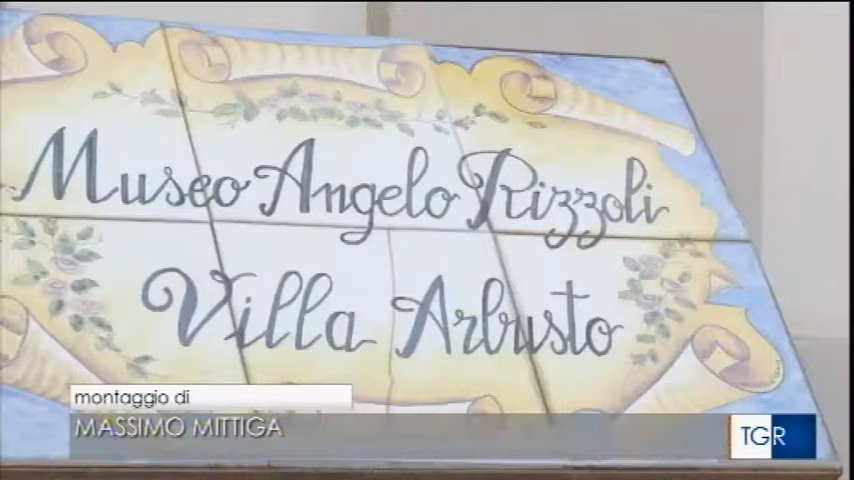 Museo Angelo Rizzoli
Villa Arbusto
montaggio di
MASSIMO MITTIGA
TGR